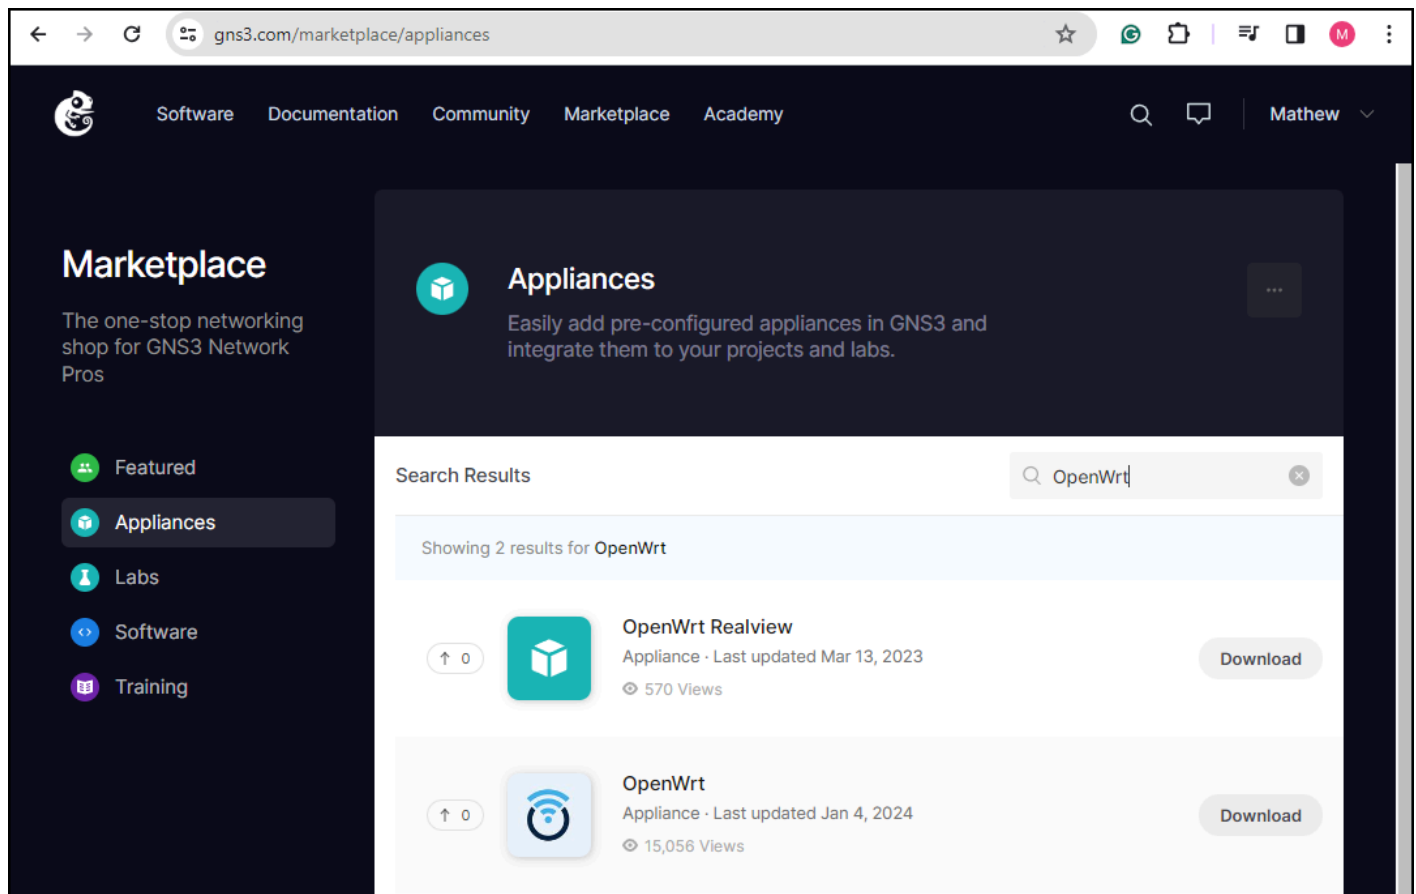 gns3.com/marketplace/appliances
M
Software Documentation Community Marketplace Academy
Mathew
Marketplace
The one-stop networking
shop for GNS3 Network
Pros
Featured
Appliances
Labs
Software
Training
Appliances
Easily add pre-configured appliances in GNS3 and
integrate them to your projects and labs.
Search Results
OpenWrt
Showing 2 results for OpenWrt
↑ 0
OpenWrt Realview
Appliance · Last updated Mar 13, 2023
570 Views
Download
↑ 0
OpenWrt
Appliance · Last updated Jan 4, 2024
15,056 Views
Download